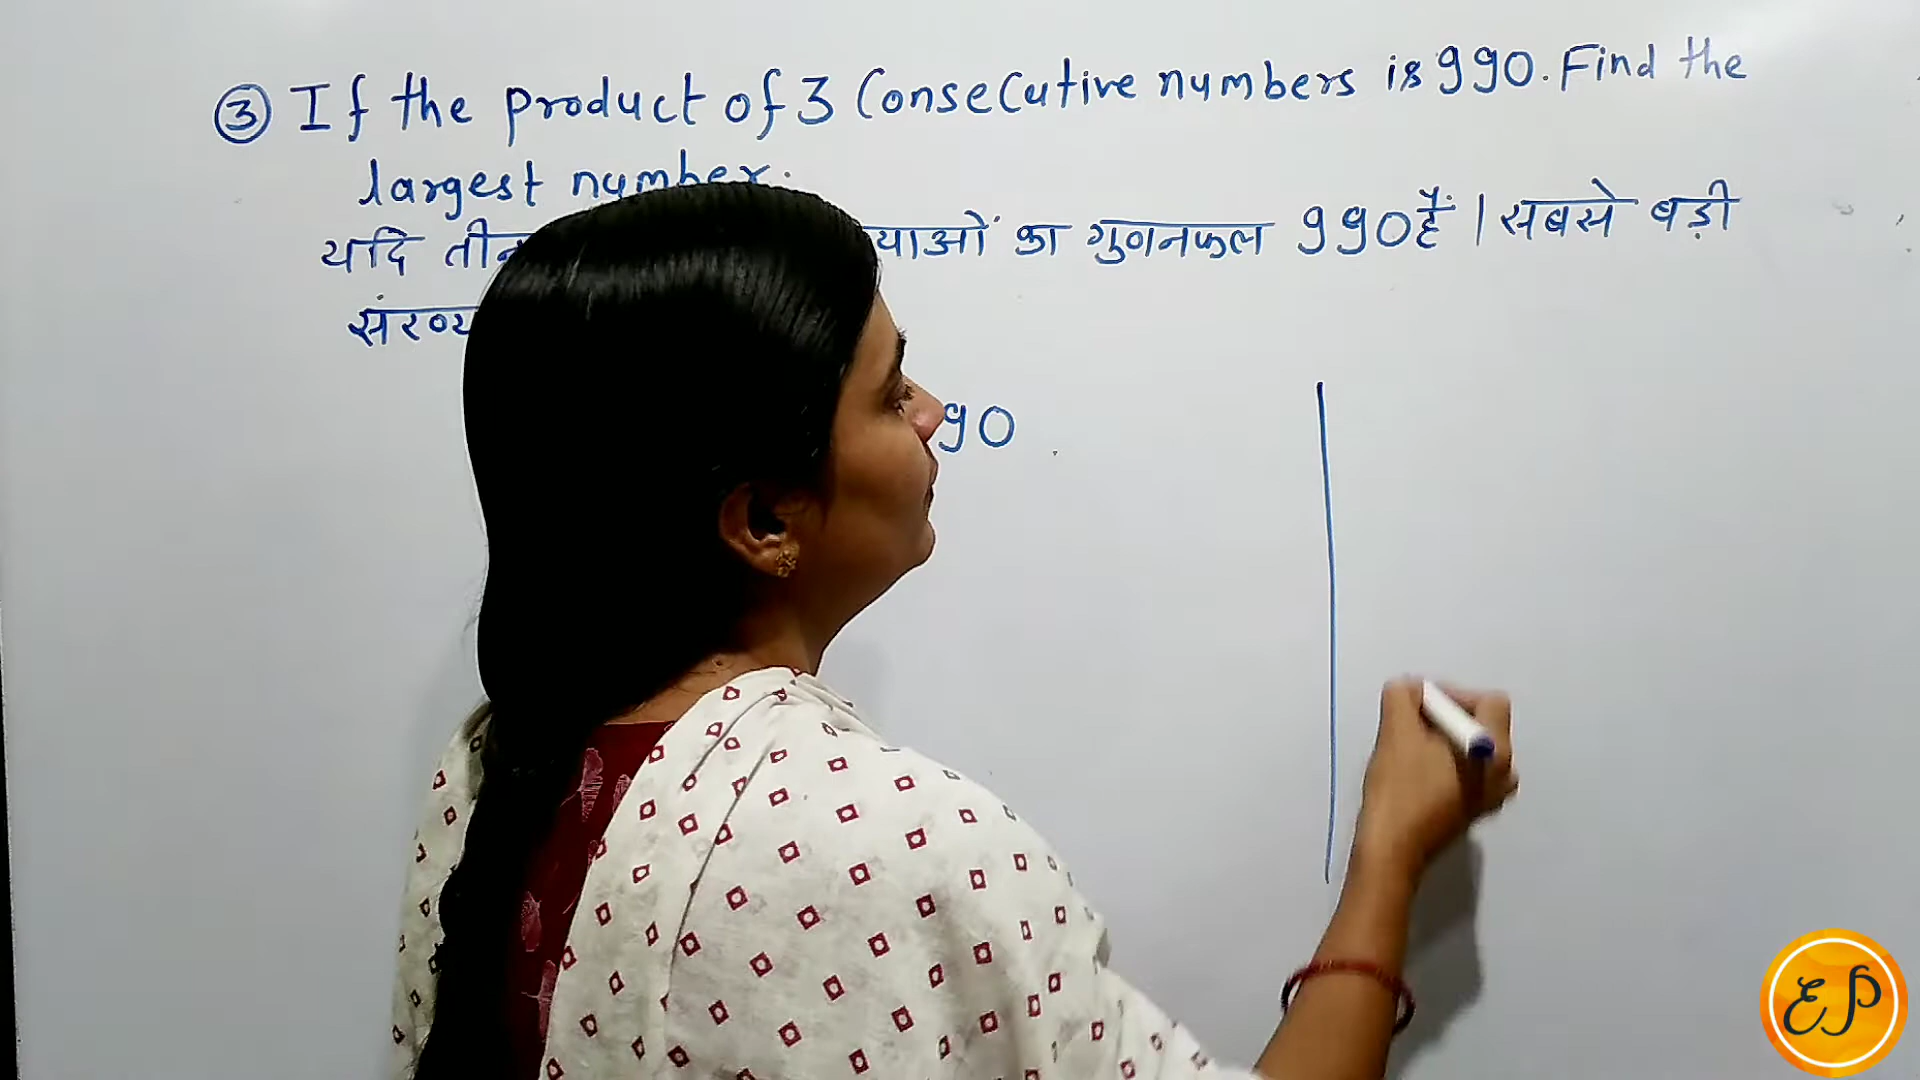 ③ If the product of 3 Consecutive numbers is 990. Find the
largest number.
यदि तीन का गुणनफल 990 है । सबसे बड़ी
90
EP